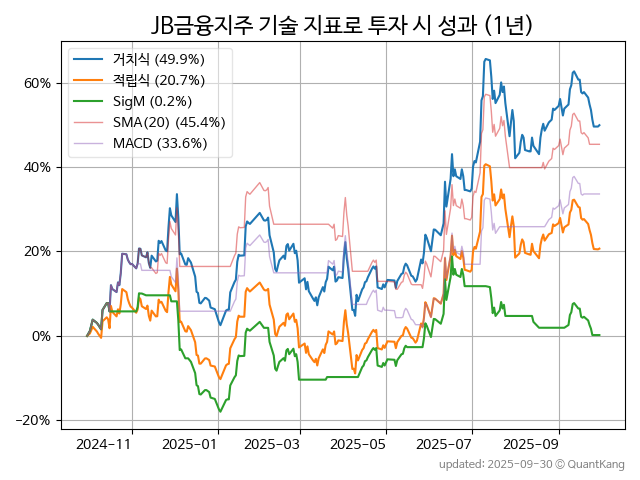 JB금융지주 기술 지표로 투자 시 성과 (1년)
거치식 (49.9%)
적립식 (20.7%)
SigM (0.2%)
SMA(20) (45.4%)
MACD (33.6%)
60%
40%
20%
0%
−20%
2024-11 2025-01 2025-03 2025-05 2025-07 2025-09
updated: 2025-09-30 © QuantKang